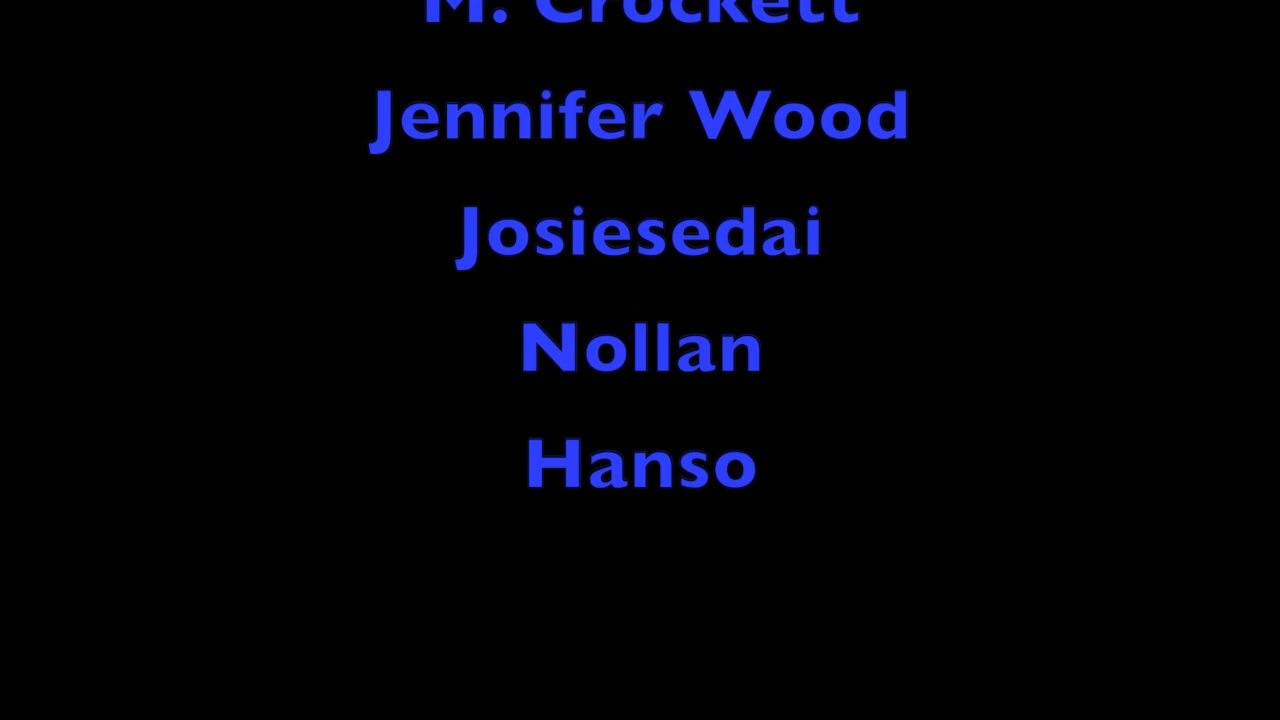 M. Crockett
Jennifer Wood
Josiesedai
Nollan
Hanso